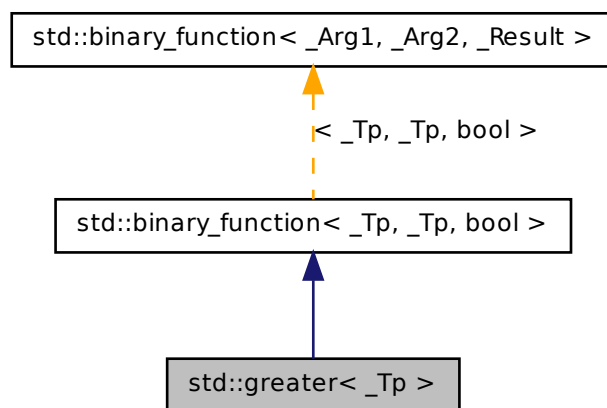 std::binary_function< _Arg1, _Arg2, _Result >
< _Tp, _Tp, bool >
std::binary_function< _Tp, _Tp, bool >
std::greater< _Tp >